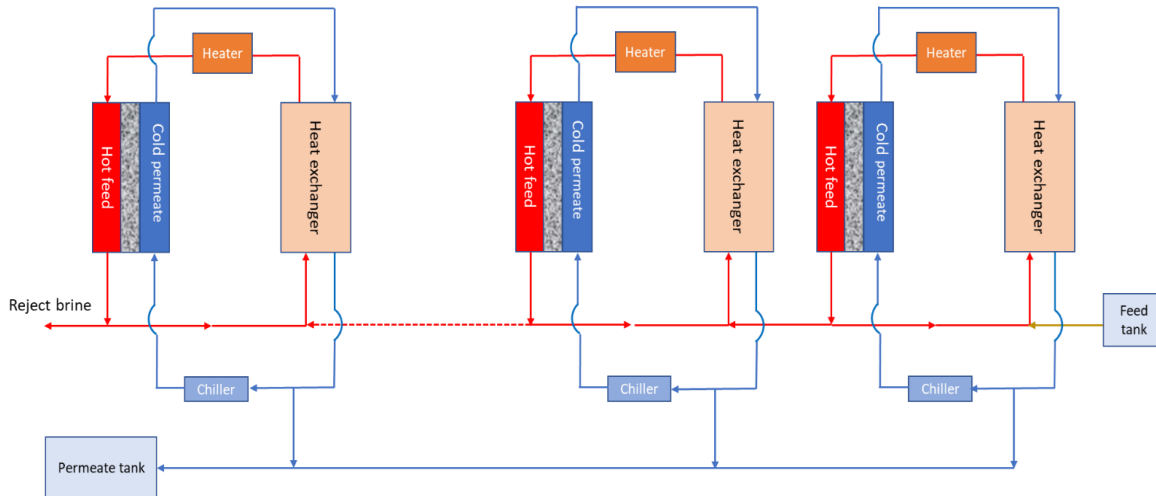 Heater
Heater
Heater
Hot feed
Cold permeate
Heat exchanger
Hot feed
Cold permeate
Heat exchanger
Hot feed
Cold permeate
Heat exchanger
Reject brine
Feed
tank
Chiller
Chiller
Chiller
Permeate tank